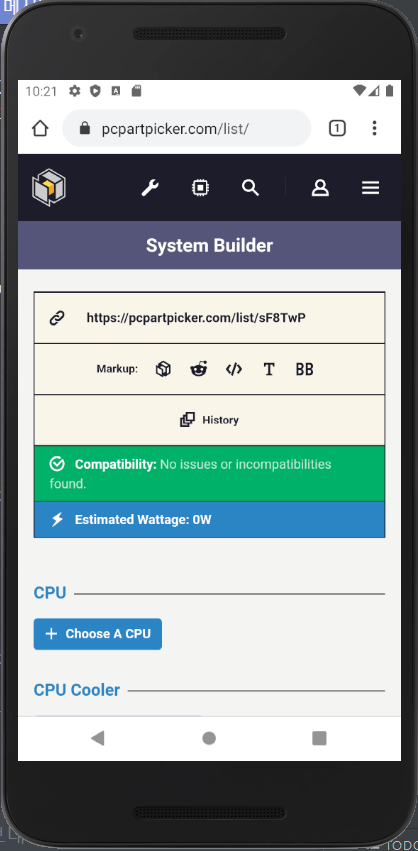 10:21
pcpartpicker.com/list/
1
System Builder
https://pcpartpicker.com/list/sF8TwP
Markup: T BB
History
Compatibility: No issues or incompatibilities
found.
Estimated Wattage: 0W
CPU
+ Choose A CPU
CPU Cooler
TODO